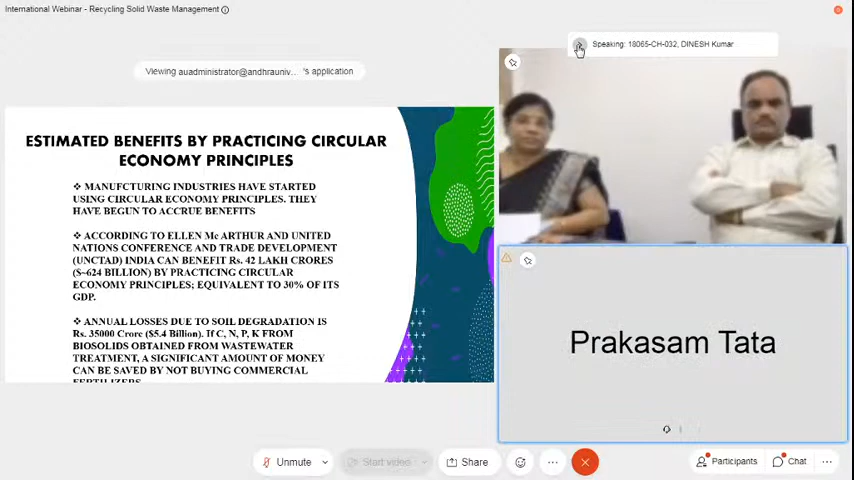 International Webinar - Recycling Solid Waste Management
Speaking: 18065-CH-032, DINESH Kumar
Viewing auadministrator@andhrauniv... 's application
ESTIMATED BENEFITS BY PRACTICING CIRCULAR
ECONOMY PRINCIPLES
❖ MANUFCTURING INDUSTRIES HAVE STARTED
USING CIRCULAR ECONOMY PRINCIPLES. THEY
HAVE BEGUN TO ACCRUE BENEFITS
❖ ACCORDING TO ELLEN Mc ARTHUR AND UNITED
NATIONS CONFERENCE AND TRADE DEVELOPMENT
(UNCTAD) INDIA CAN BENEFIT Rs. 42 LAKH CRORES
($~624 BILLION) BY PRACTICING CIRCULAR
ECONOMY PRINCIPLES; EQUIVALENT TO 30% OF ITS
GDP.
❖ ANNUAL LOSSES DUE TO SOIL DEGRADATION IS
Rs. 35000 Crore ($5.4 Billion). If C, N, P, K FROM
BIOSOLIDS OBTAINED FROM WASTEWATER
TREATMENT, A SIGNIFICANT AMOUNT OF MONEY
CAN BE SAVED BY NOT BUYING COMMERCIAL
FERTILIZERS
Prakasam Tata
Unmute
Start video
Share
Participants
Chat